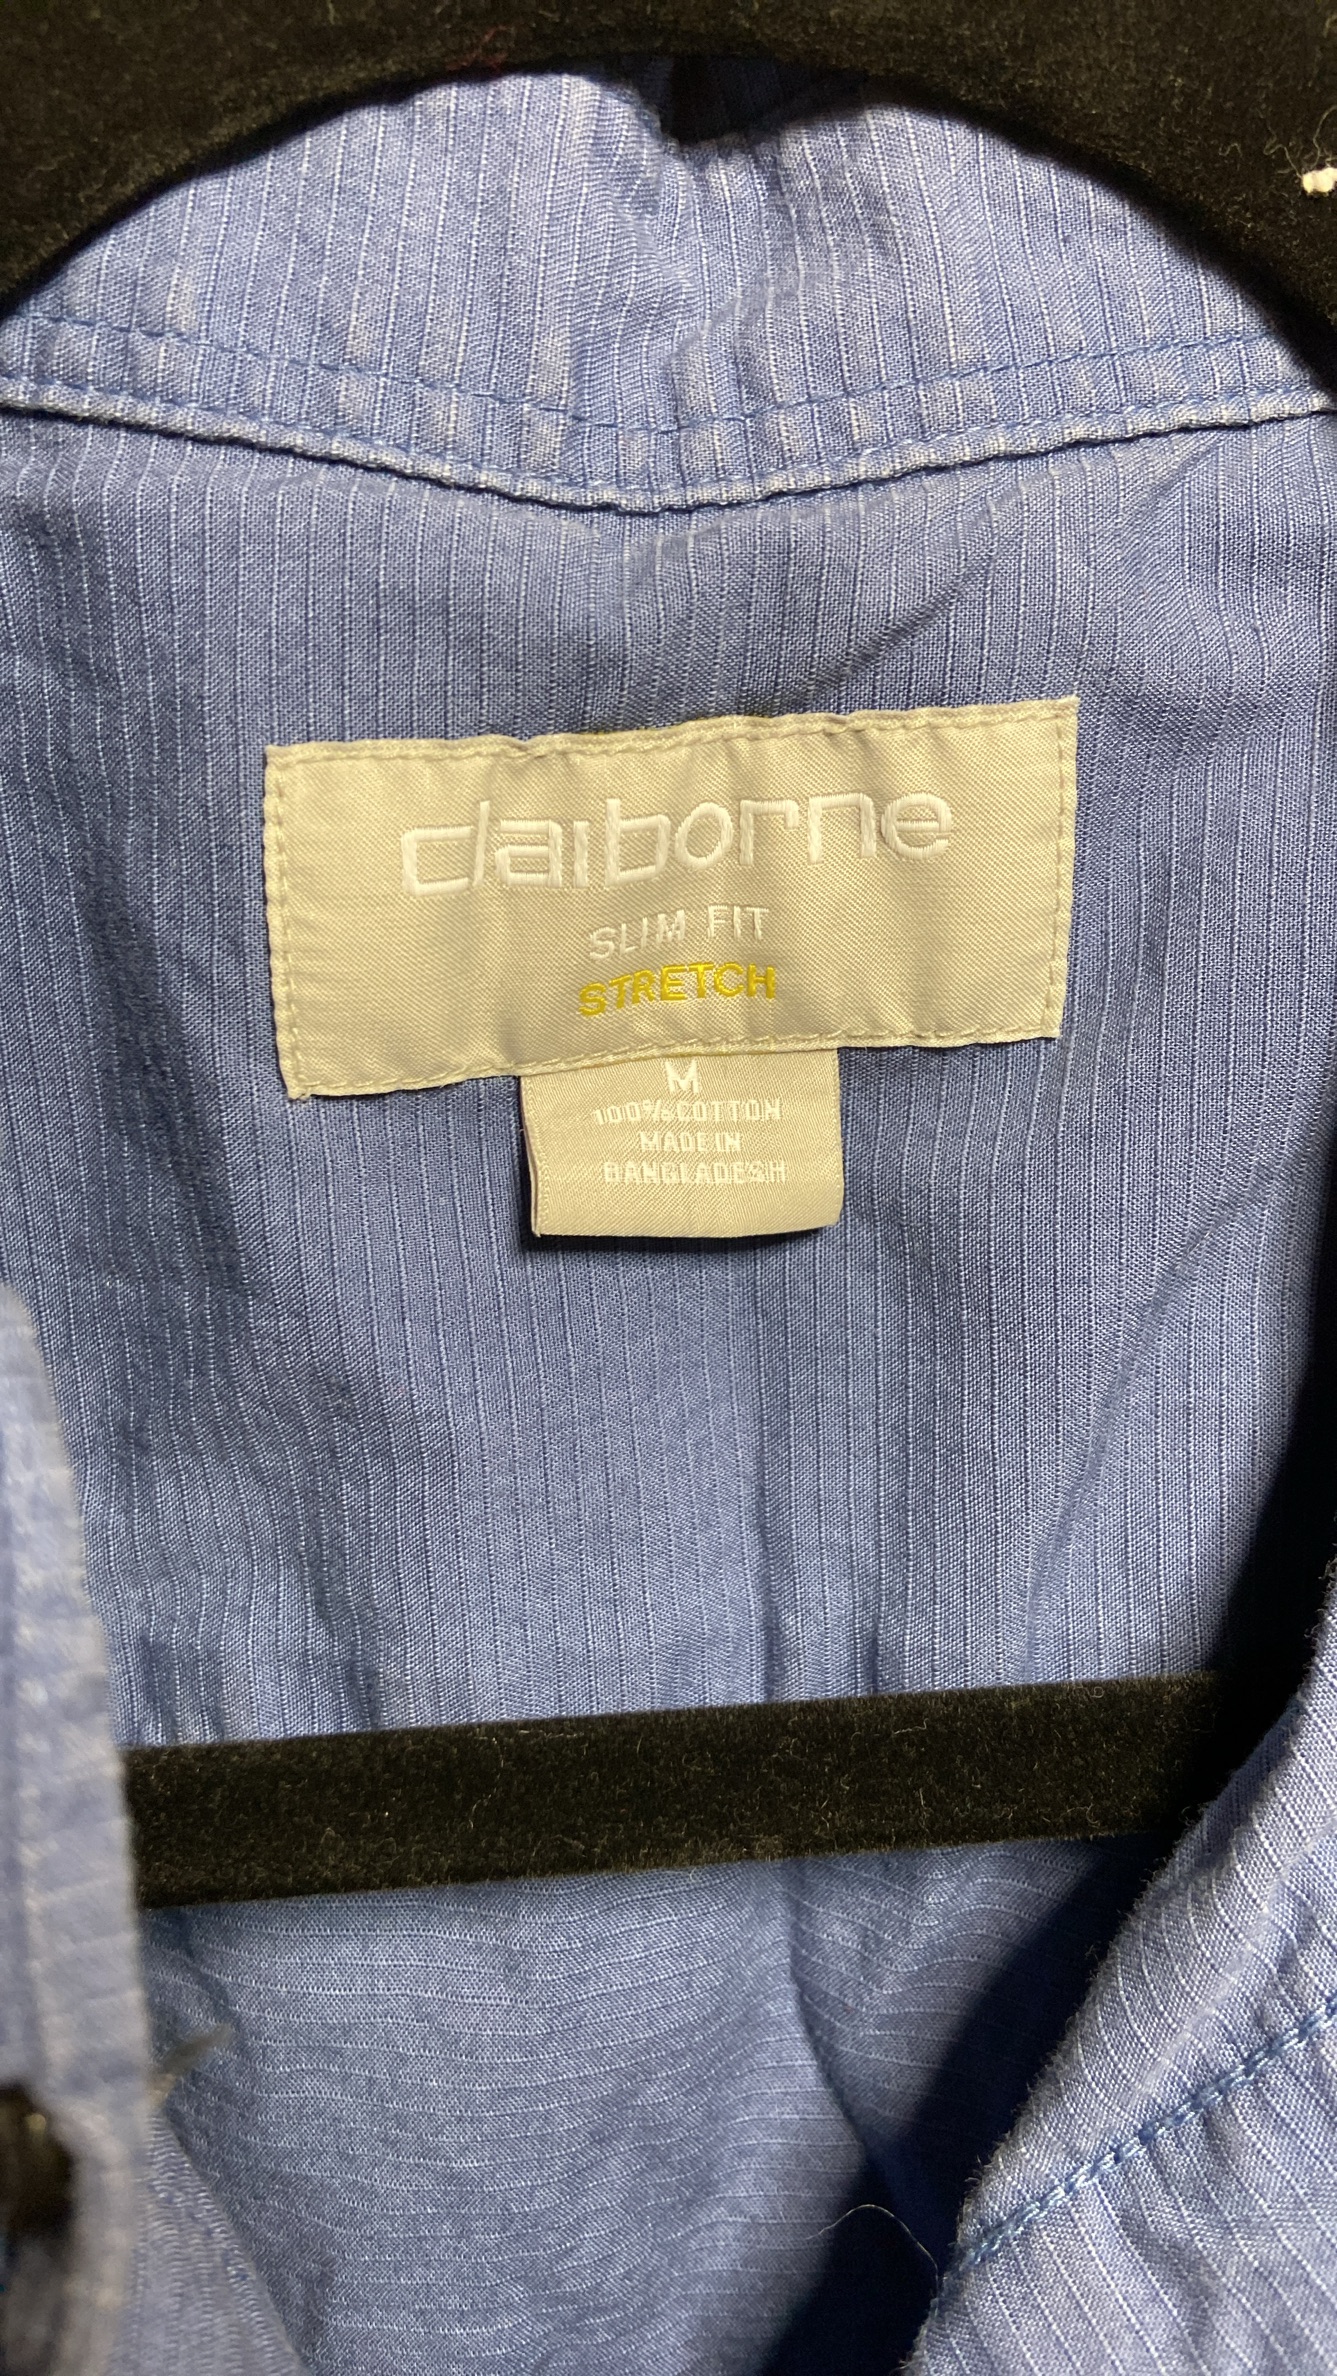 claiborne
SLIM FIT
STRETCH
M
100% COTTON
MADE IN
BANGLADESH